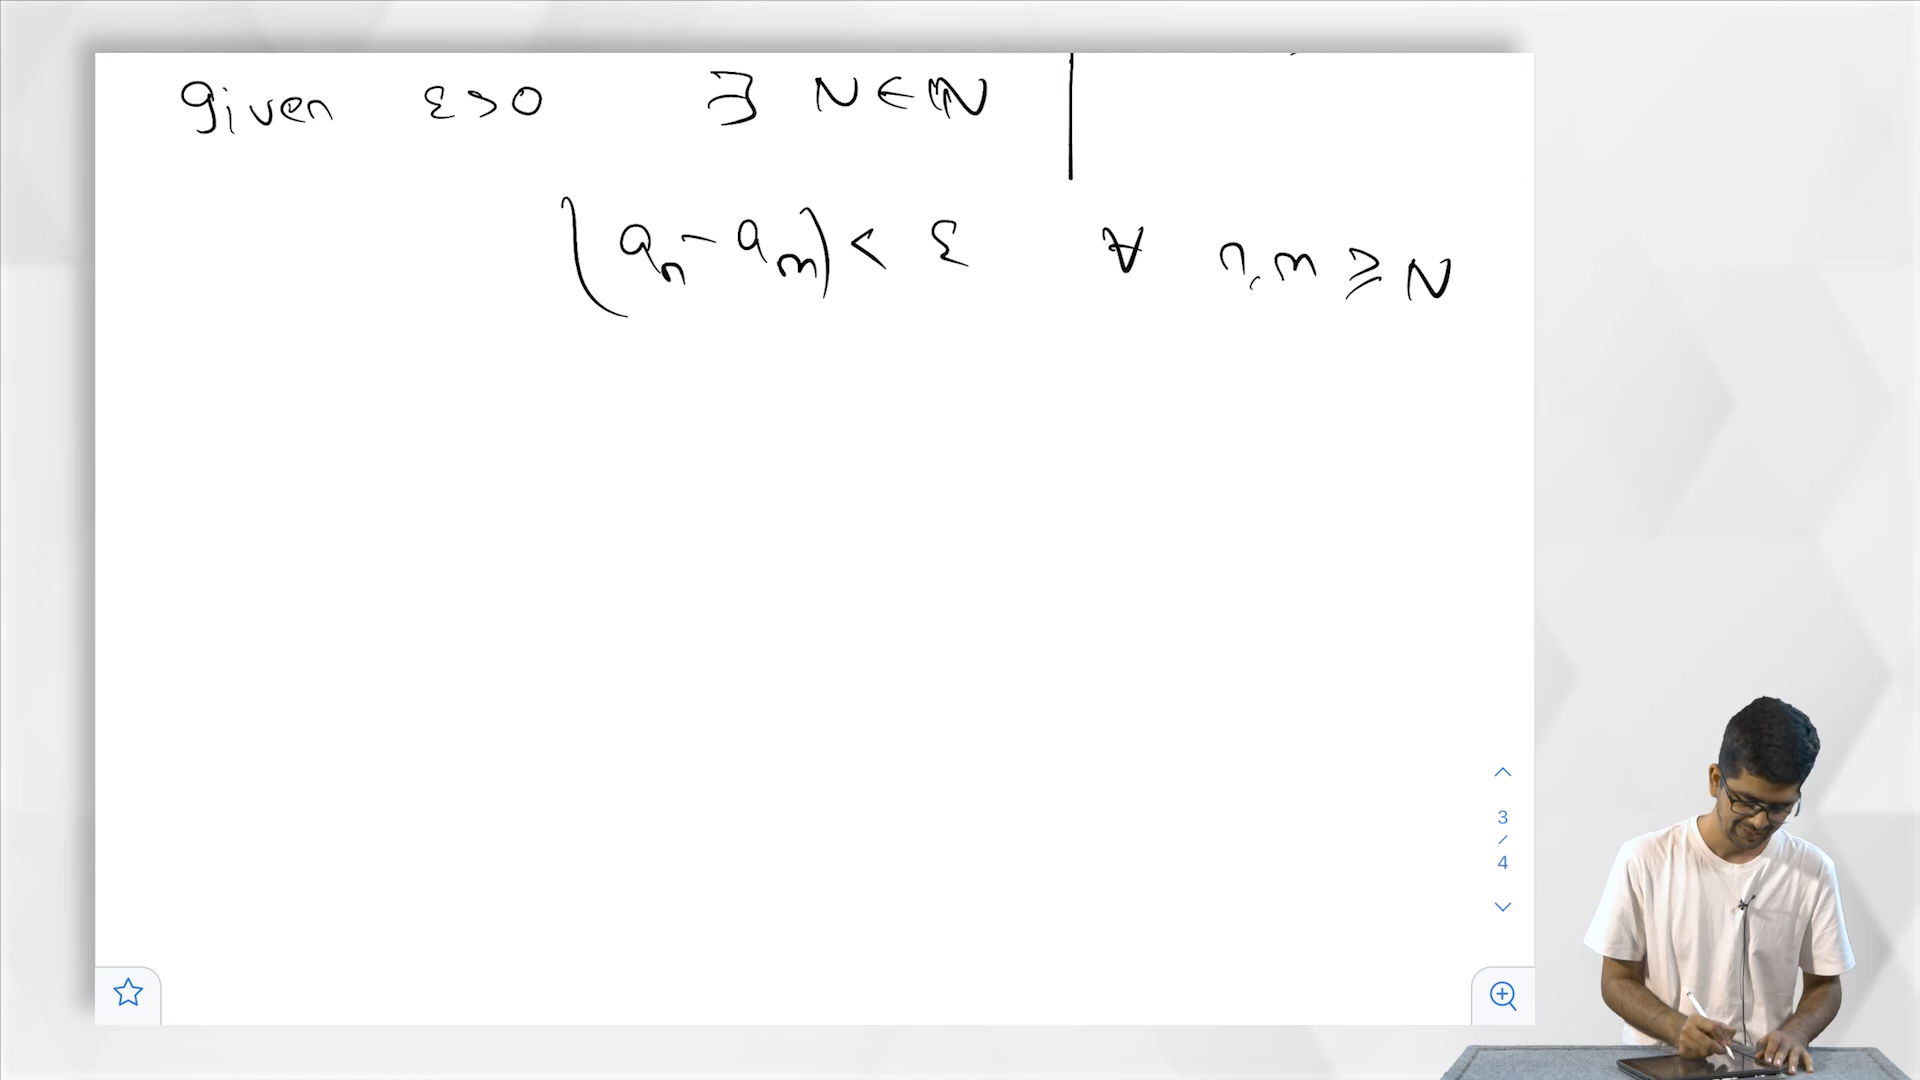 given ε>0 ∃ N∈ℕ |
(aₙ - aₘ) < ε ∀ n,m ⩾ N
3
/
4